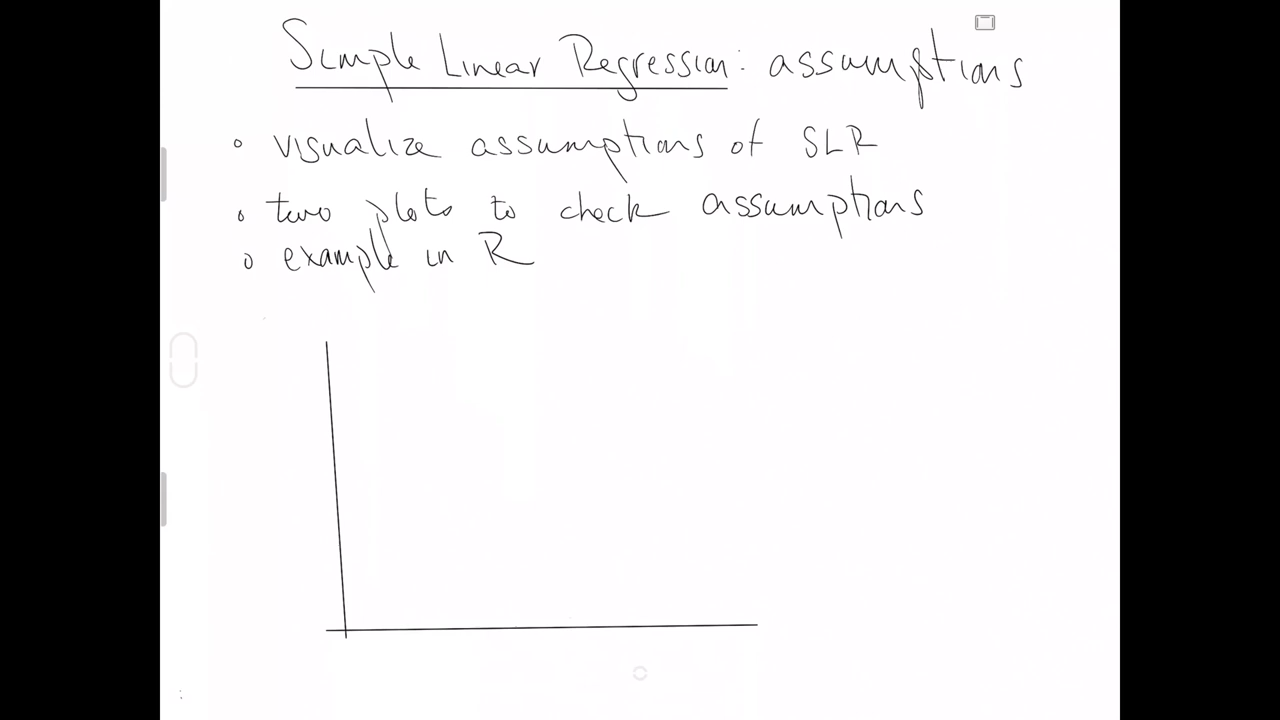 Simple Linear Regression: assumptions
◦ visualize assumptions of SLR
◦ two plots to check assumptions
◦ example in R